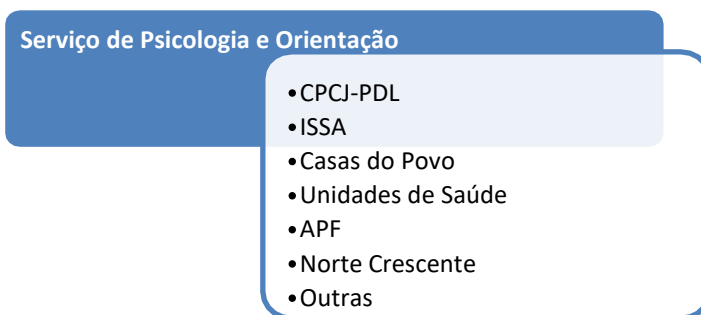 Serviço de Psicologia e Orientação
•CPCJ-PDL
•ISSA
•Casas do Povo
•Unidades de Saúde
•APF
•Norte Crescente
•Outras